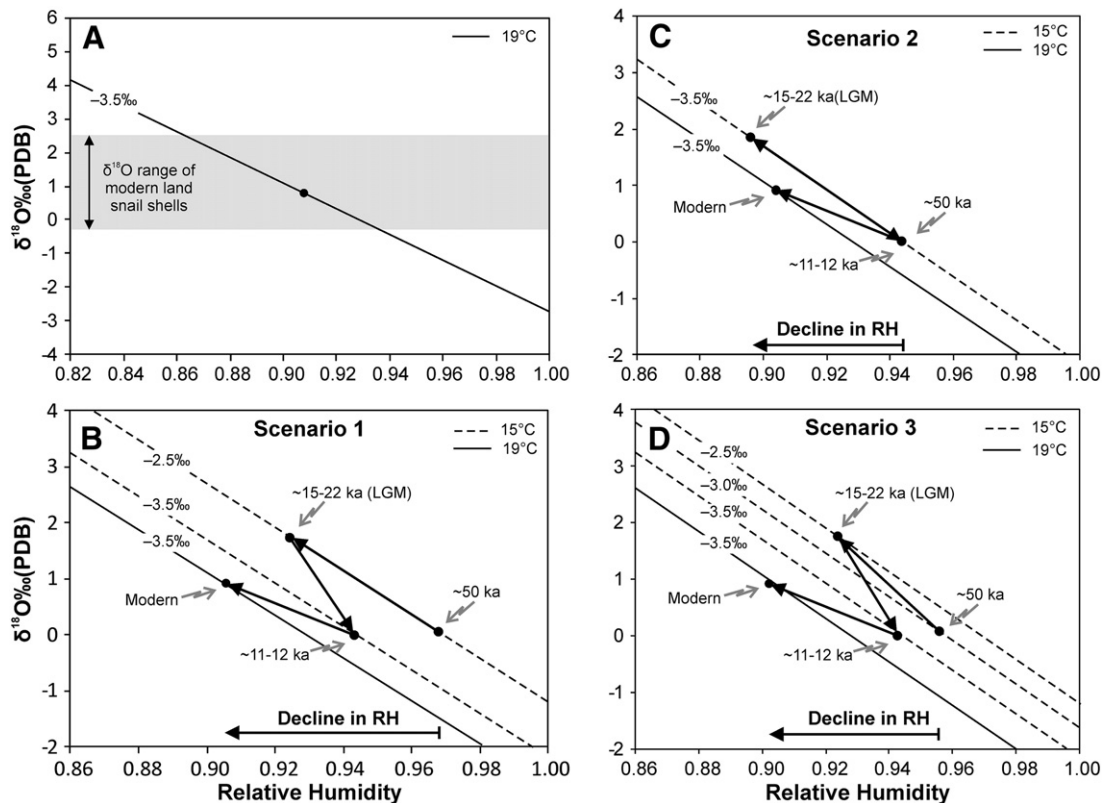 A
19°C
–3.5‰
δ¹⁸O range of
modern land
snail shells
δ¹⁸O‰(PDB)
6
5
4
3
2
1
0
-1
-2
-3
-4
0.82 0.84 0.86 0.88 0.90 0.92 0.94 0.96 0.98 1.00
C
Scenario 2
15°C
19°C
–3.5‰
–3.5‰
~15-22 ka(LGM)
Modern
~50 ka
~11-12 ka
Decline in RH
4
3
2
1
0
-1
-2
0.86 0.88 0.90 0.92 0.94 0.96 0.98 1.00
B
Scenario 1
15°C
19°C
–2.5‰
–3.5‰
–3.5‰
~15-22 ka (LGM)
Modern
~50 ka
~11-12 ka
Decline in RH
δ¹⁸O‰(PDB)
4
3
2
1
0
-1
-2
0.86 0.88 0.90 0.92 0.94 0.96 0.98 1.00
Relative Humidity
D
Scenario 3
15°C
19°C
–2.5‰
–3.0‰
–3.5‰
–3.5‰
~15-22 ka (LGM)
Modern
~50 ka
~11-12 ka
Decline in RH
4
3
2
1
0
-1
-2
0.86 0.88 0.90 0.92 0.94 0.96 0.98 1.00
Relative Humidity